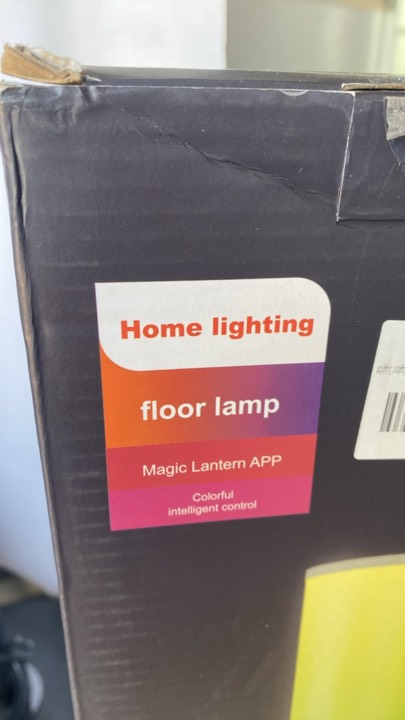 Home lighting
floor lamp
Magic Lantern APP
Colorful
intelligent control